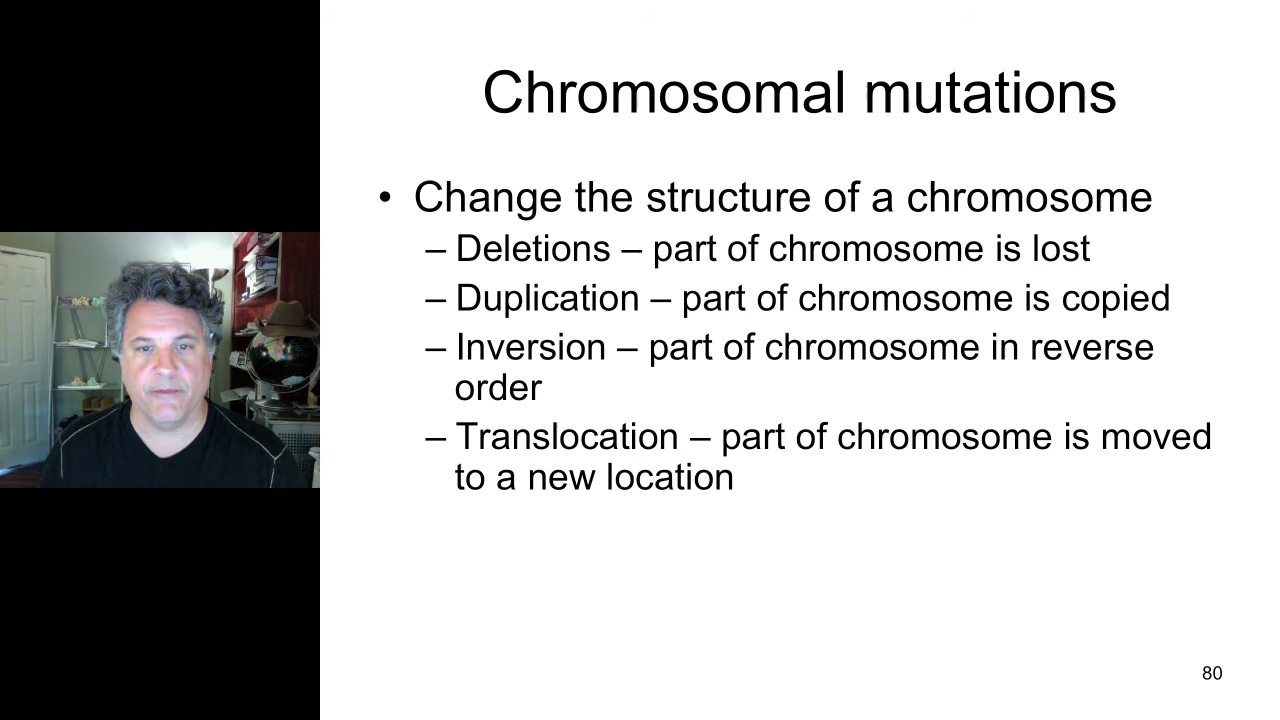 Chromosomal mutations
• Change the structure of a chromosome
– Deletions – part of chromosome is lost
– Duplication – part of chromosome is copied
– Inversion – part of chromosome in reverse
order
– Translocation – part of chromosome is moved
to a new location
80